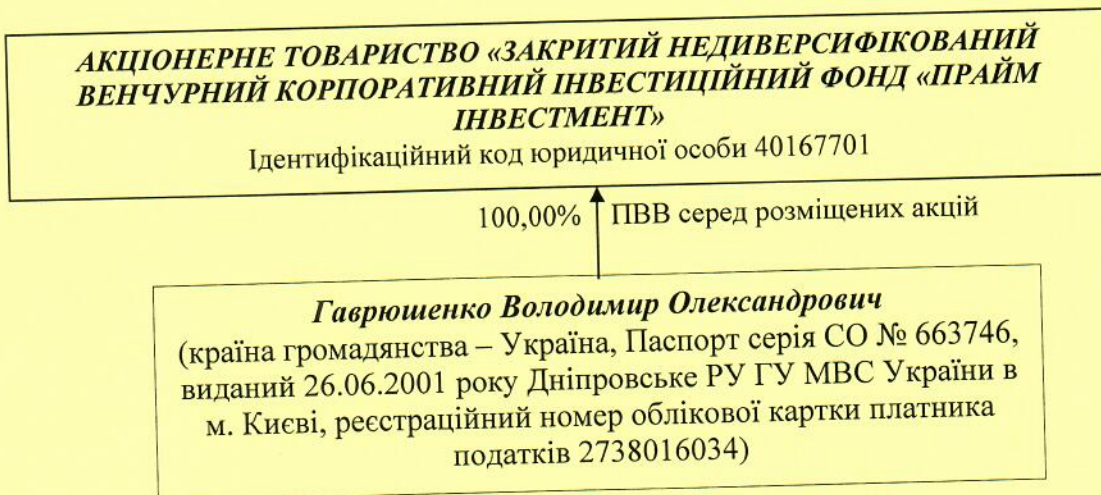 АКЦІОНЕРНЕ ТОВАРИСТВО «ЗАКРИТИЙ НЕДИВЕРСИФІКОВАНИЙ
ВЕНЧУРНИЙ КОРПОРАТИВНИЙ ІНВЕСТИЦІЙНИЙ ФОНД «ПРАЙМ
ІНВЕСТМЕНТ»
Ідентифікаційний код юридичної особи 40167701
100,00% ПВВ серед розміщених акцій
Гаврюшенко Володимир Олександрович
(країна громадянства – Україна, Паспорт серія СО № 663746,
виданий 26.06.2001 року Дніпровське РУ ГУ МВС України в
м. Києві, реєстраційний номер облікової картки платника
податків 2738016034)